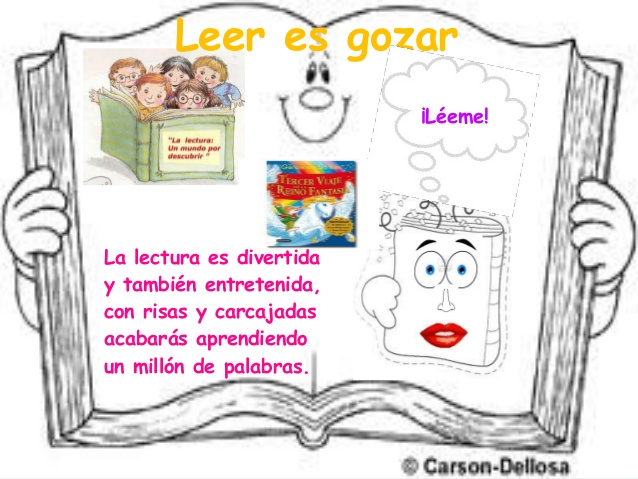 Leer es gozar
¡Léeme!
"La lectura:
Un mundo por
descubrir "
TERCER VIAJE
REINO FANTASÍA
La lectura es divertida
y también entretenida,
con risas y carcajadas
acabarás aprendiendo
un millón de palabras.
© Carson-Dellosa